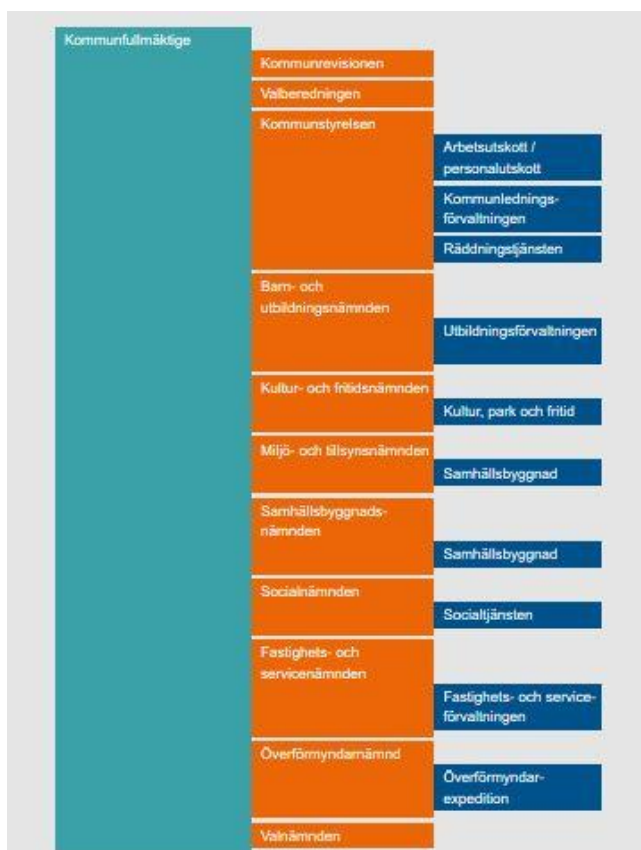 Kommunfullmäktige
Kommunrevisionen
Valberedningen
Kommunstyrelsen
Arbetsutskott /
personalutskott
Kommunlednings-
förvaltningen
Räddningstjänsten
Barn- och
utbildningsnämnden
Utbildningsförvaltningen
Kultur- och fritidsnämnden
Kultur, park och fritid
Miljö- och tillsynsnämnden
Samhällsbyggnad
Samhällsbyggnads-
nämnden
Samhällsbyggnad
Socialnämnden
Socialtjänsten
Fastighets- och
servicenämnden
Fastighets- och service-
förvaltningen
Överförmyndarnämnd
Överförmyndar-
expedition
Valnämnden